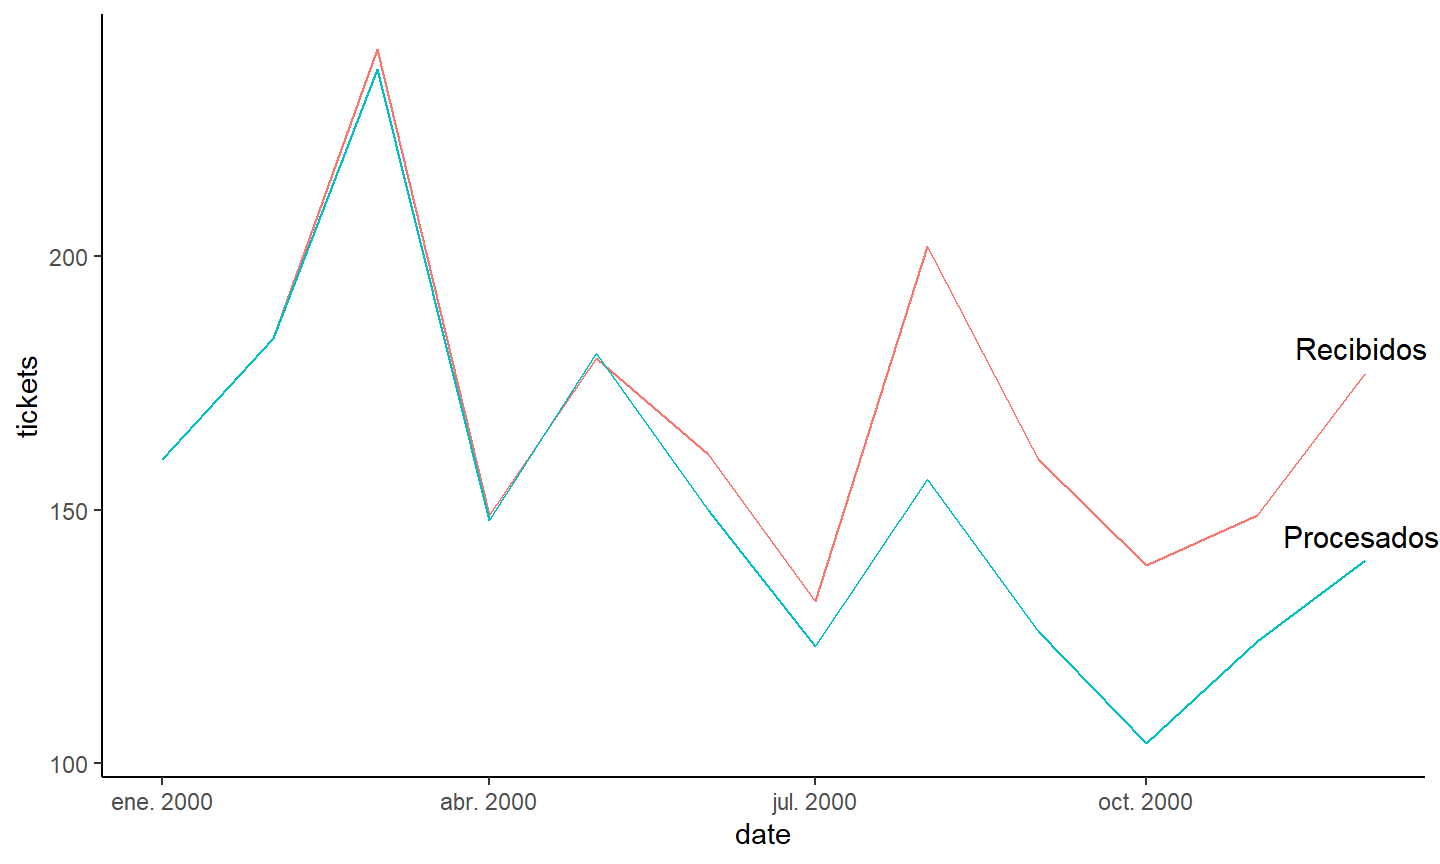 200
150
100
tickets
Recibidos
Procesados
ene. 2000
abr. 2000
jul. 2000
oct. 2000
date